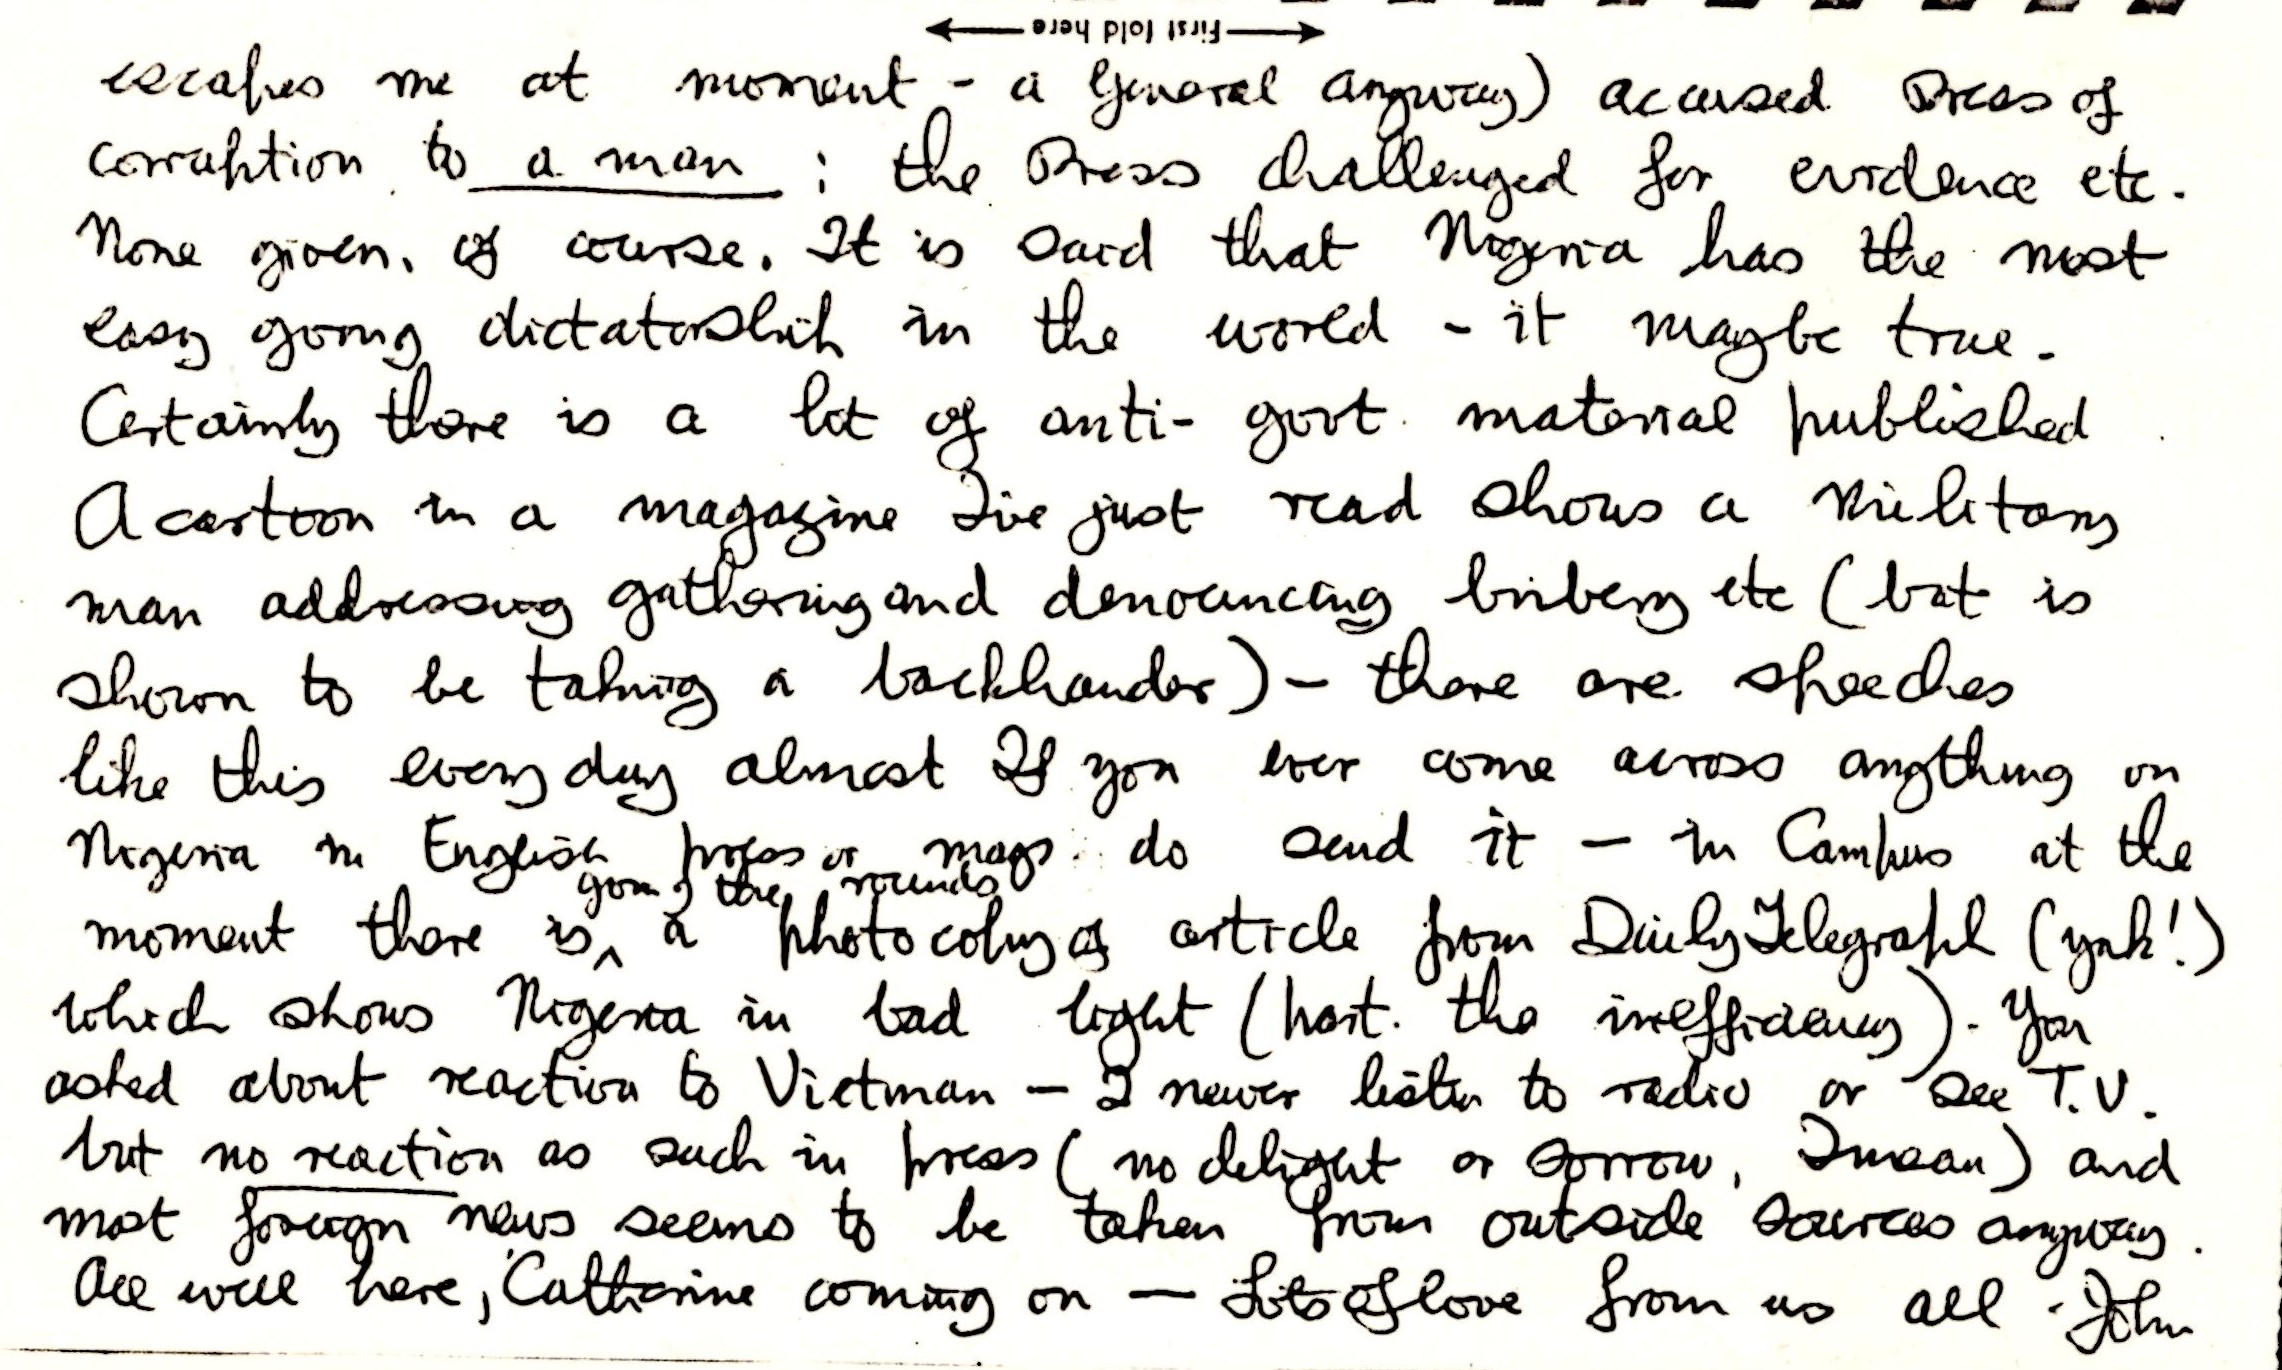 First fold here
escapes me at moment - a General anyway) accused Press of
corruption to a man : the Press challenged for evidence etc.
None given, of course. It is said that Nigeria has the most
easy going dictatorship in the world - it maybe true.
Certainly there is a lot of anti- govt. material published
A cartoon in a magazine I've just read shows a military
man addressing gathering and denouncing bribery etc (but is
shown to be taking a backhander) - there are speeches
like this every day almost If you ever come across anything on
Nigeria in English press or mags do send it - in Campus at the
going the rounds
moment there is ^ a photocopy of article from Daily Telegraph (yuk!)
which shows Nigeria in bad light (part. the inefficiency). You
asked about reaction to Vietman - I never listen to radio or see T.V.
but no reaction as such in press (no delight or sorrow, I mean) and
most foreign news seems to be taken from outside sources anyway.
All well here, Catherine coming on - Lots of love from us all. John